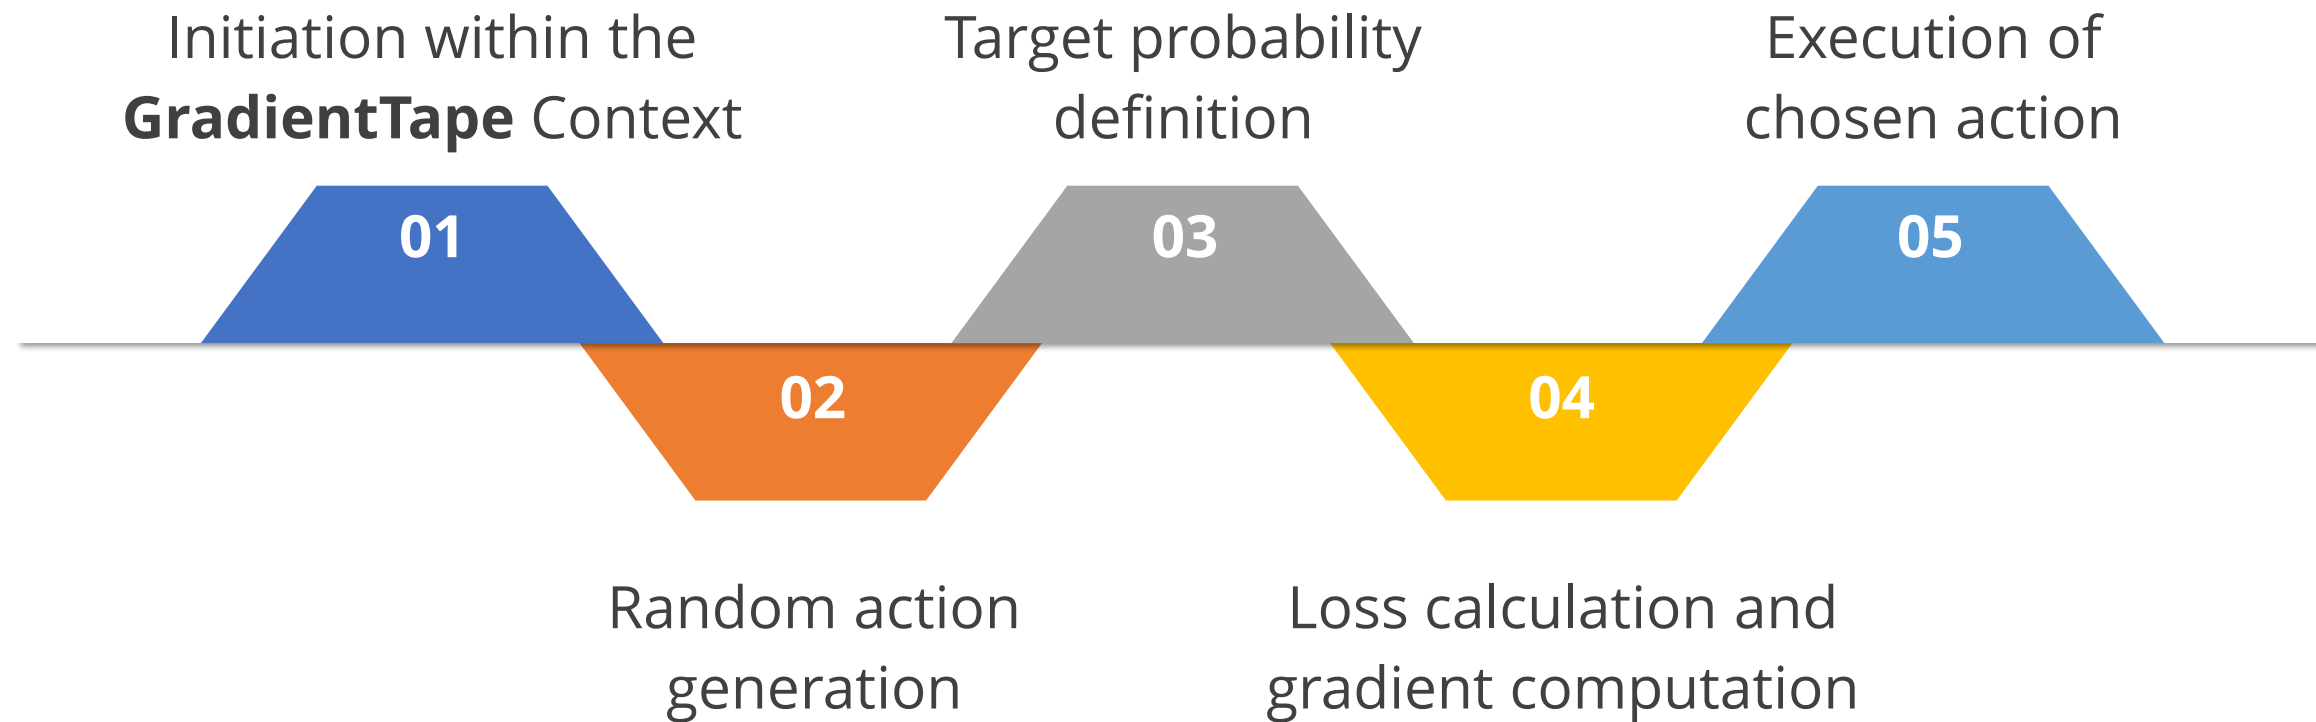 Initiation within the
GradientTape Context
01
02
Random action
generation
Target probability
definition
03
04
Loss calculation and
gradient computation
Execution of
chosen action
05